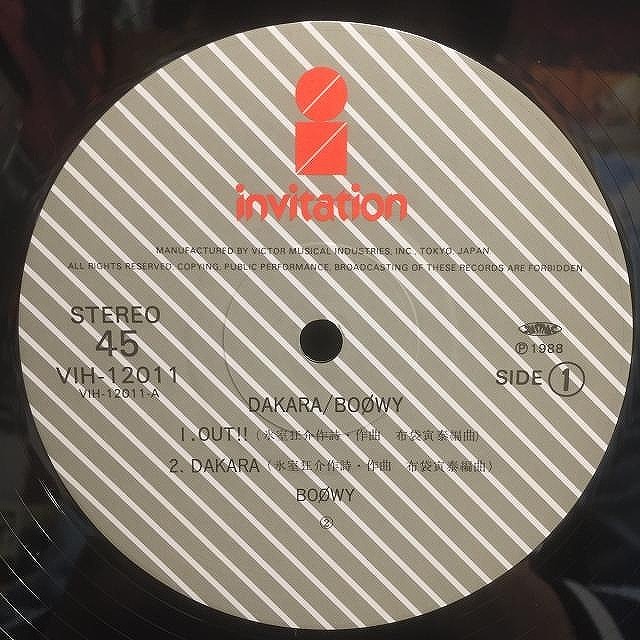 invitation
MANUFACTURED BY VICTOR MUSICAL INDUSTRIES, INC., TOKYO, JAPAN
ALL RIGHTS RESERVED. COPYING, PUBLIC PERFORMANCE, BROADCASTING OF THESE RECORDS ARE FORBIDDEN
STEREO
45
VIH-12011
VIH-12011-A
Ⓟ1988
SIDE 1
DAKARA/BOØWY
1. OUT!! (氷室狂介作詩・作曲 布袋寅泰編曲)
2. DAKARA (氷室狂介作詩・作曲 布袋寅泰編曲)
BOØWY
②